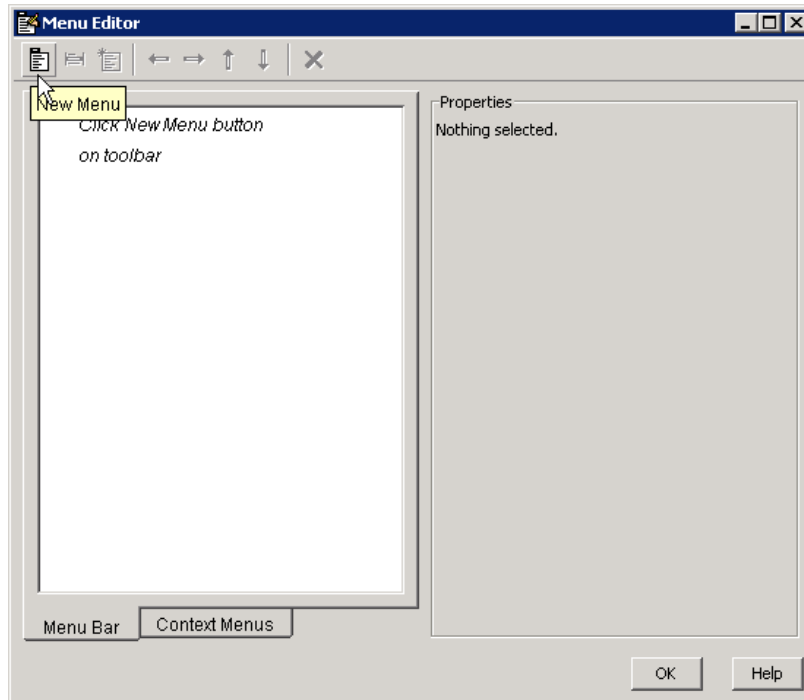 Menu Editor
New Menu
Click New Menu button
on toolbar
Properties
Nothing selected.
Menu Bar
Context Menus
OK
Help